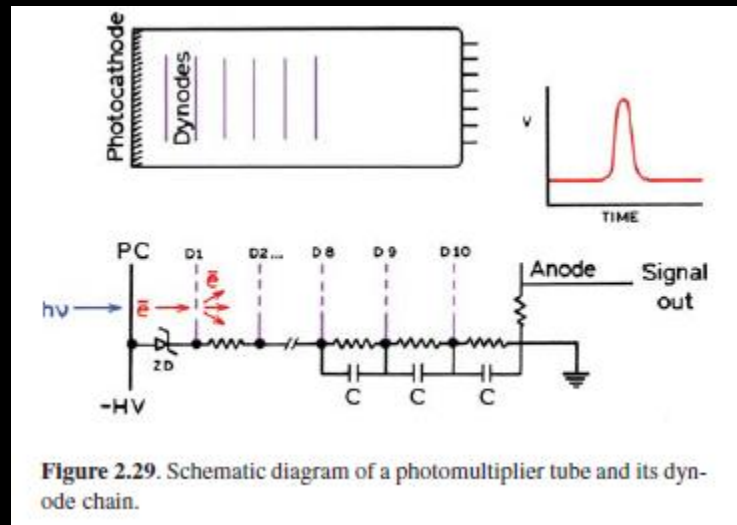 Photocathode
Dynodes
V
TIME
PC D1 D2... D8 D9 D10
Anode Signal
out
hν ē ē
ZD
-HV
C C C
Figure 2.29. Schematic diagram of a photomultiplier tube and its dyn-
ode chain.